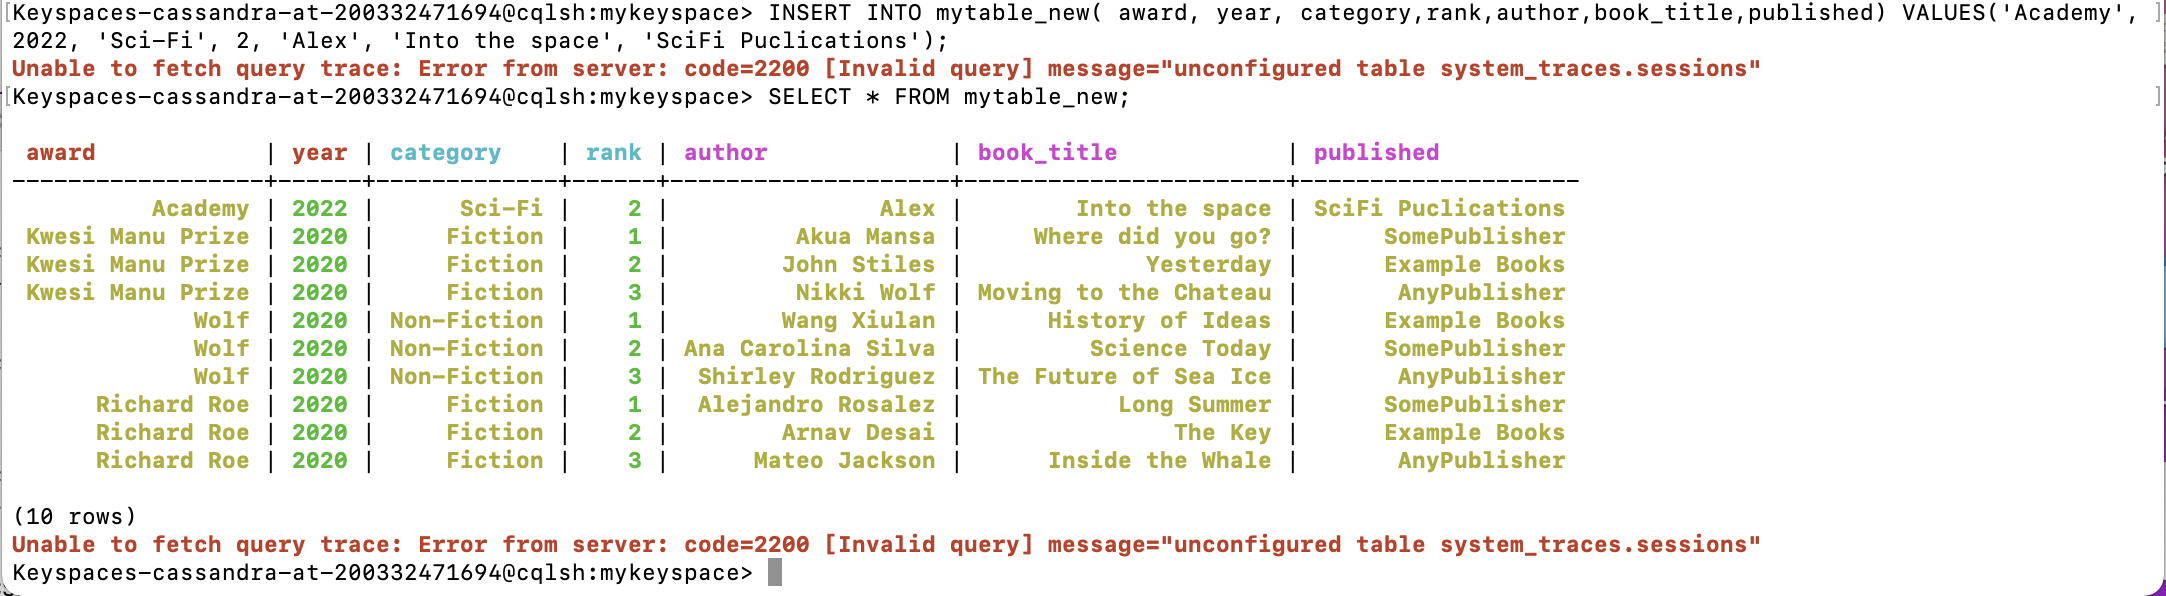 [Keyspaces-cassandra-at-200332471694@cqlsh:mykeyspace> INSERT INTO mytable_new( award, year, category,rank,author,book_title,published) VALUES('Academy', ]
2022, 'Sci-Fi', 2, 'Alex', 'Into the space', 'SciFi Puclications');
Unable to fetch query trace: Error from server: code=2200 [Invalid query] message="unconfigured table system_traces.sessions"
[Keyspaces-cassandra-at-200332471694@cqlsh:mykeyspace> SELECT * FROM mytable_new; ]
award | year | category | rank | author | book_title | published
------------------+------+-------------+------+--------------------+-----------------------+--------------------
Academy | 2022 | Sci-Fi | 2 | Alex | Into the space | SciFi Puclications
Kwesi Manu Prize | 2020 | Fiction | 1 | Akua Mansa | Where did you go? | SomePublisher
Kwesi Manu Prize | 2020 | Fiction | 2 | John Stiles | Yesterday | Example Books
Kwesi Manu Prize | 2020 | Fiction | 3 | Nikki Wolf | Moving to the Chateau | AnyPublisher
Wolf | 2020 | Non-Fiction | 1 | Wang Xiulan | History of Ideas | Example Books
Wolf | 2020 | Non-Fiction | 2 | Ana Carolina Silva | Science Today | SomePublisher
Wolf | 2020 | Non-Fiction | 3 | Shirley Rodriguez | The Future of Sea Ice | AnyPublisher
Richard Roe | 2020 | Fiction | 1 | Alejandro Rosalez | Long Summer | SomePublisher
Richard Roe | 2020 | Fiction | 2 | Arnav Desai | The Key | Example Books
Richard Roe | 2020 | Fiction | 3 | Mateo Jackson | Inside the Whale | AnyPublisher
(10 rows)
Unable to fetch query trace: Error from server: code=2200 [Invalid query] message="unconfigured table system_traces.sessions"
Keyspaces-cassandra-at-200332471694@cqlsh:mykeyspace>